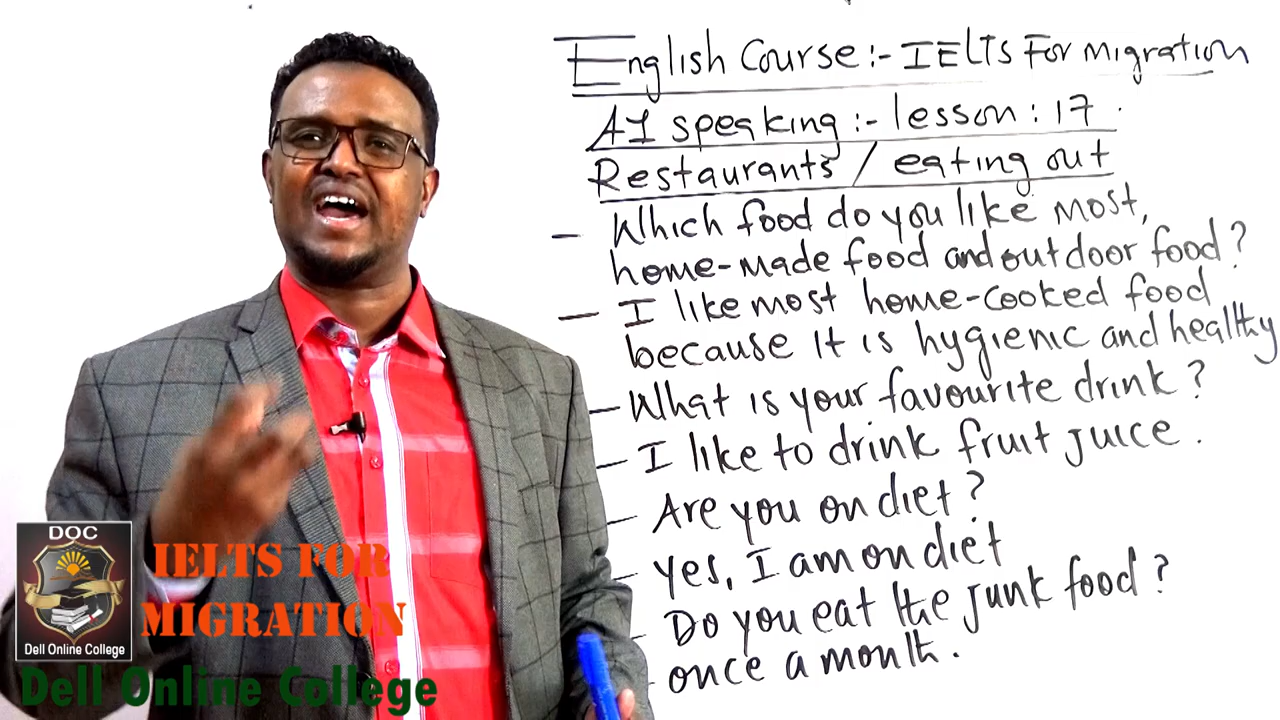 English Course:- IELTS For Migration
AI speaking:- lesson: 17
Restaurants / eating out
- Which food do you like most,
home-made food and outdoor food?
- I like most home-cooked food
because it is hygienic and healthy
- What is your favourite drink?
- I like to drink fruit juice.
- Are you on diet?
- Yes, I am on diet
- Do you eat the junk food?
- once a month.
DOC
Dell Online College
IELTS FOR
MIGRATION
Dell Online College